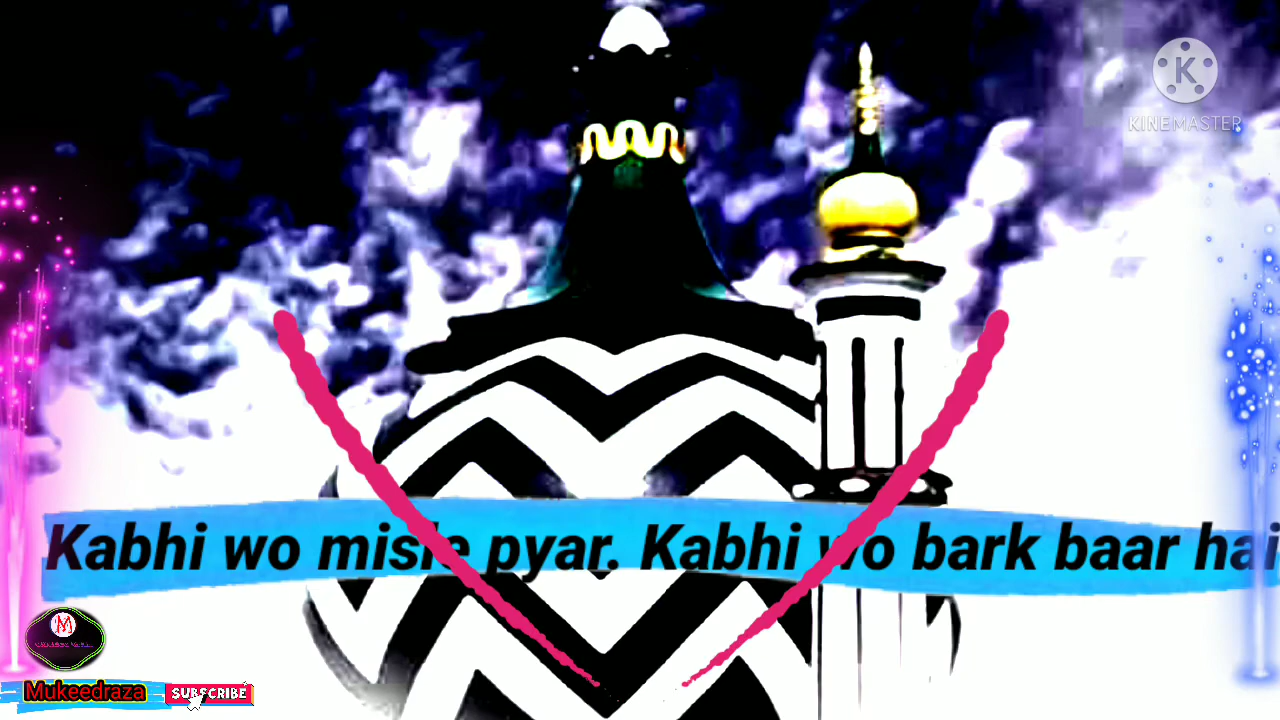 K
KINEMASTER
Kabhi wo misle pyar. Kabhi wo bark baar hai
M
Mukeedraza
SUBSCRIBE